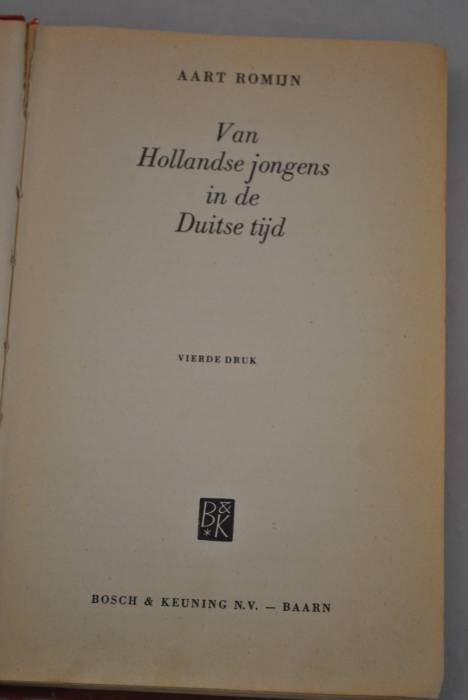 AART ROMIJN
Van
Hollandse jongens
in de
Duitse tijd
VIERDE DRUK
B&
*K
BOSCH & KEUNING N.V. — BAARN